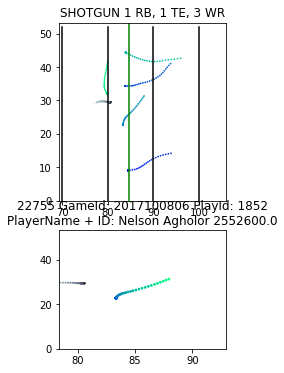 SHOTGUN 1 RB, 1 TE, 3 WR
50
40
30
20
10
0
70 80 90 100
22755 GameId: 2017100806 PlayId: 1852
PlayerName + ID: Nelson Agholor 2552600.0
40
20
0
80 85 90